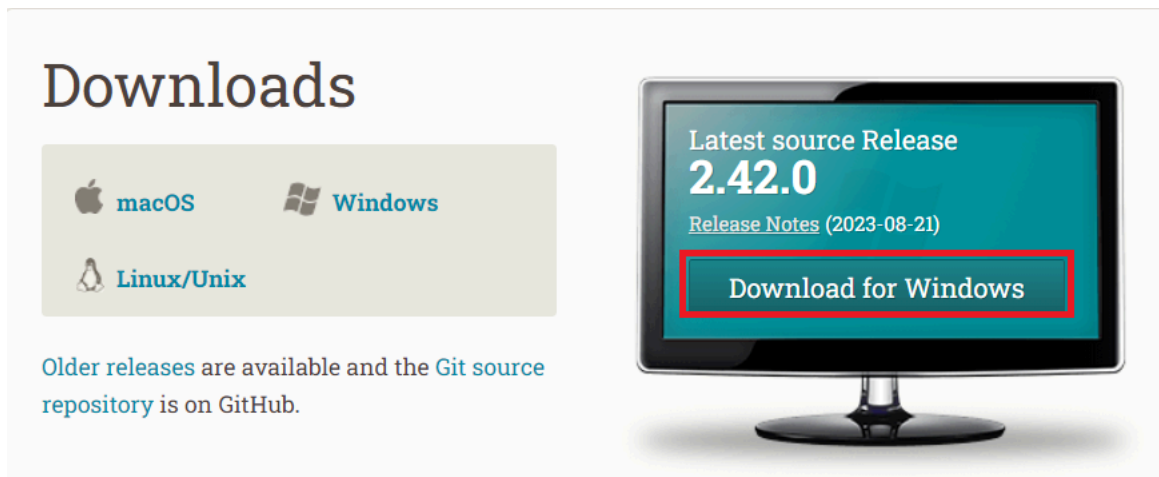 Downloads
macOS
Windows
Linux/Unix
Older releases are available and the Git source
repository is on GitHub.
Latest source Release
2.42.0
Release Notes (2023-08-21)
Download for Windows